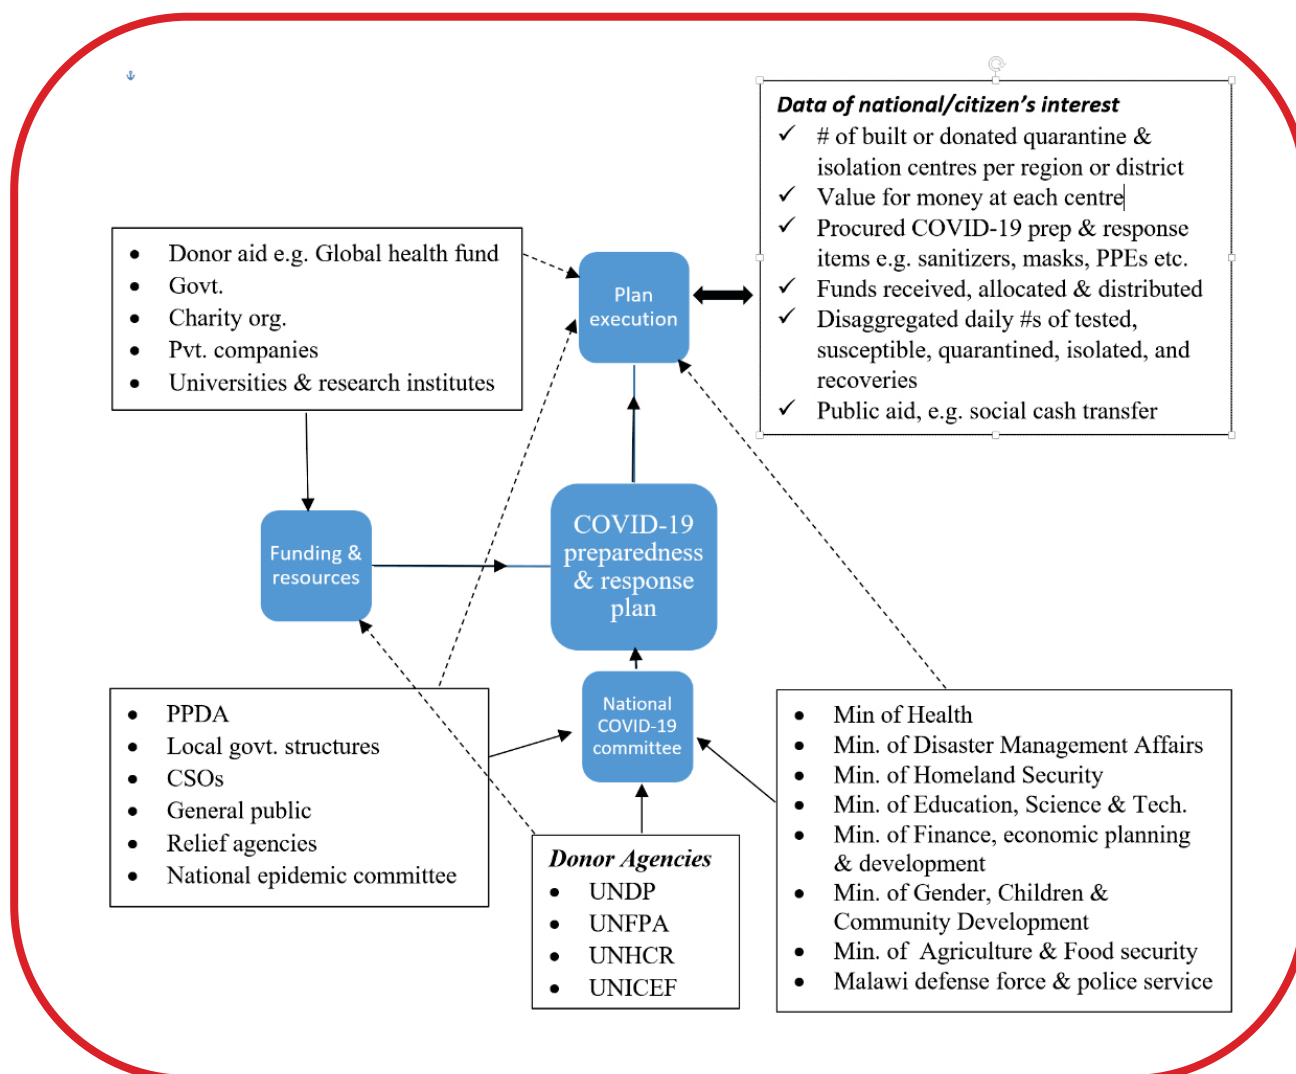 Data of national/citizen's interest
✓ # of built or donated quarantine &
isolation centres per region or district
✓ Value for money at each centre
✓ Procured COVID-19 prep & response
items e.g. sanitizers, masks, PPEs etc.
✓ Funds received, allocated & distributed
✓ Disaggregated daily #s of tested,
susceptible, quarantined, isolated, and
recoveries
✓ Public aid, e.g. social cash transfer
• Donor aid e.g. Global health fund
• Govt.
• Charity org.
• Pvt. companies
• Universities & research institutes
Plan
execution
Funding &
resources
COVID-19
preparedness
& response
plan
National
COVID-19
committee
• PPDA
• Local govt. structures
• CSOs
• General public
• Relief agencies
• National epidemic committee
Donor Agencies
• UNDP
• UNFPA
• UNHCR
• UNICEF
• Min of Health
• Min. of Disaster Management Affairs
• Min. of Homeland Security
• Min. of Education, Science & Tech.
• Min. of Finance, economic planning
& development
• Min. of Gender, Children &
Community Development
• Min. of Agriculture & Food security
• Malawi defense force & police service